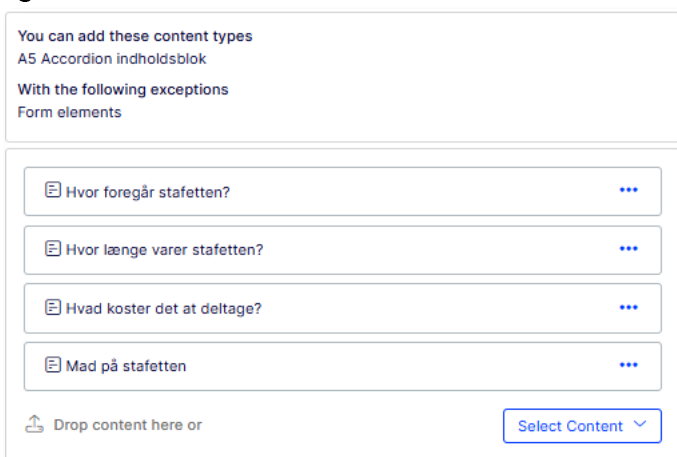 You can add these content types
A5 Accordion indholdsblok
With the following exceptions
Form elements
Hvor foregår stafetten?
Hvor længe varer stafetten?
Hvad koster det at deltage?
Mad på stafetten
Drop content here or
Select Content